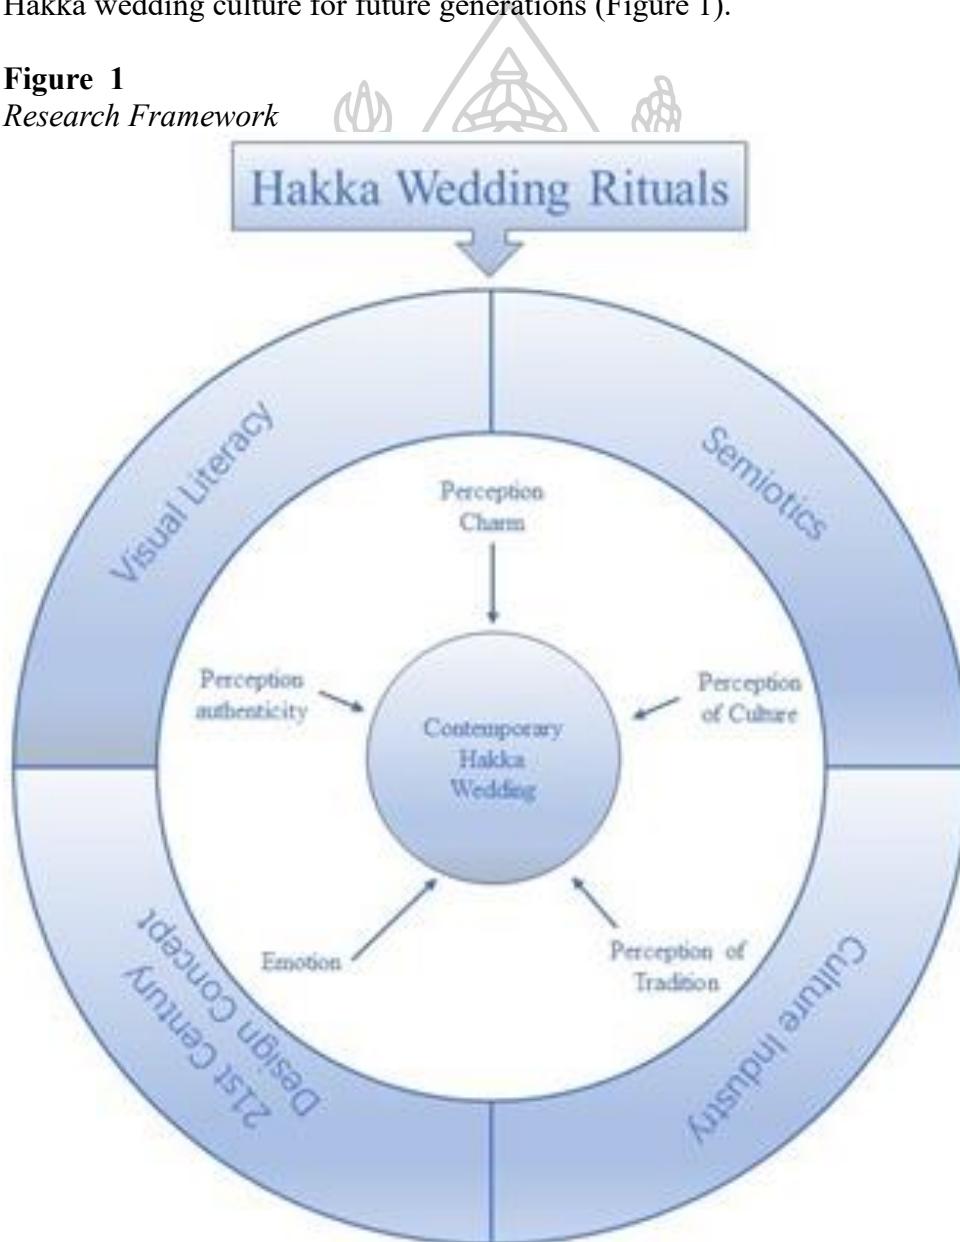 Hakka wedding culture for future generations (Figure 1).
Figure 1
Research Framework
Hakka Wedding Rituals
Visual Literacy
Semiotics
Perception
Charm
Perception
authenticity
Perception
of Culture
Contemporary
Hakka
Wedding
Emotion
Perception of
Tradition
21st Century
Design Concept
Culture Industry